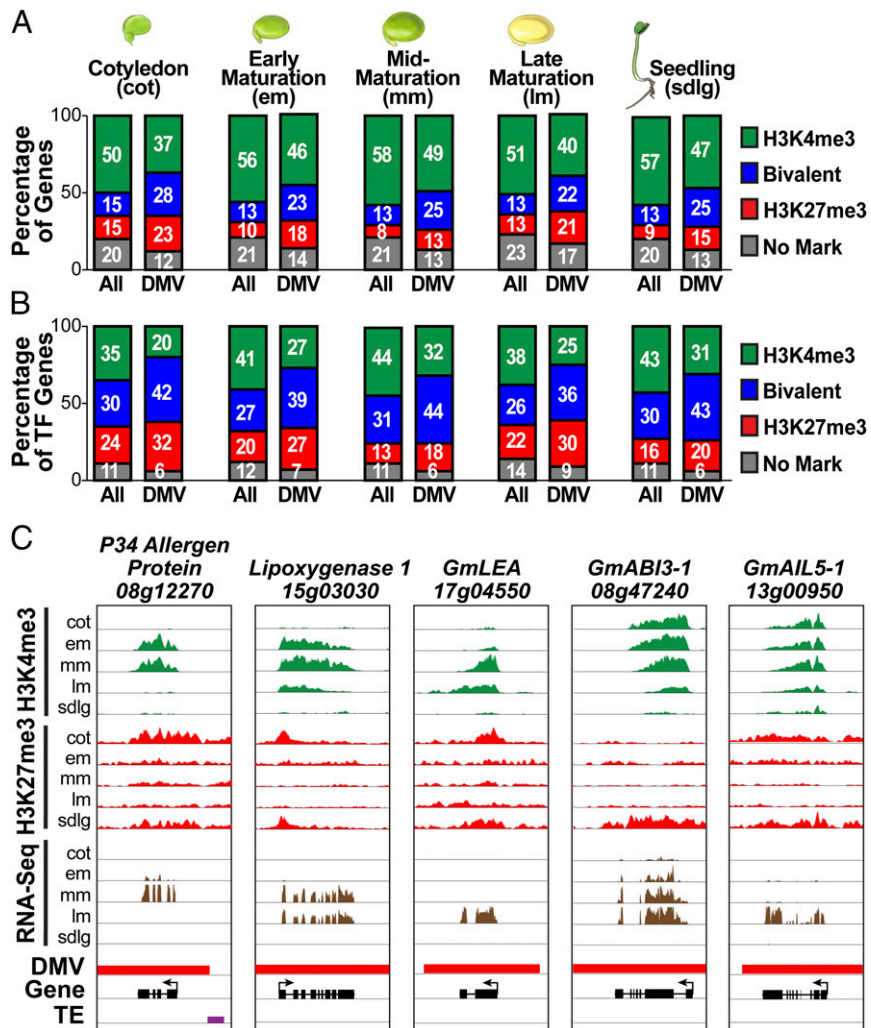 A
Cotyledon
(cot)
Early
Maturation
(em)
Mid-
Maturation
(mm)
Late
Maturation
(lm)
Seedling
(sdlg)
Percentage
of Genes
100
50
0
50
15
15
20
37
28
23
12
56
13
10
21
46
23
18
14
58
13
8
21
49
25
13
13
51
13
13
23
40
22
21
17
57
13
9
20
47
25
15
13
All DMV All DMV All DMV All DMV All DMV
H3K4me3
Bivalent
H3K27me3
No Mark
B
Percentage
of TF Genes
100
50
0
35
30
24
11
20
42
32
6
41
27
20
12
27
39
27
7
44
31
13
11
32
44
18
6
38
26
22
14
25
36
30
9
43
30
16
11
31
43
20
6
All DMV All DMV All DMV All DMV All DMV
H3K4me3
Bivalent
H3K27me3
No Mark
C
P34 Allergen
Protein
08g12270
Lipoxygenase 1
15g03030
GmLEA
17g04550
GmABI3-1
08g47240
GmAIL5-1
13g00950
H3K4me3
cot
em
mm
lm
sdlg
H3K27me3
cot
em
mm
lm
sdlg
RNA-Seq
cot
em
mm
lm
sdlg
DMV
Gene
TE